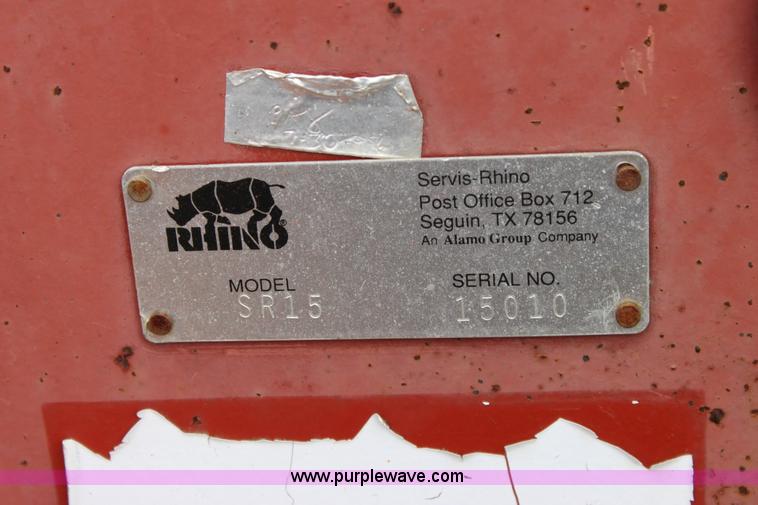 Servis-Rhino
Post Office Box 712
Seguin, TX 78156
An Alamo Group Company
RHINO®
MODEL
SR15
SERIAL NO.
15010
www.purplewave.com